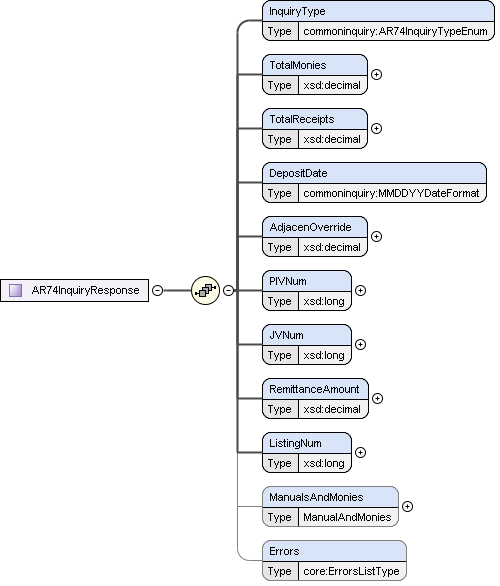 InquiryType
Type commoninquiry:AR74InquiryTypeEnum
TotalMonies
Type xsd:decimal
TotalReceipts
Type xsd:decimal
DepositDate
Type commoninquiry:MMDDYYDateFormat
AdjacenOverride
Type xsd:decimal
AR74InquiryResponse
PIVNum
Type xsd:long
JVNum
Type xsd:long
RemittanceAmount
Type xsd:decimal
ListingNum
Type xsd:long
ManualsAndMonies
Type ManualAndMonies
Errors
Type core:ErrorsListType